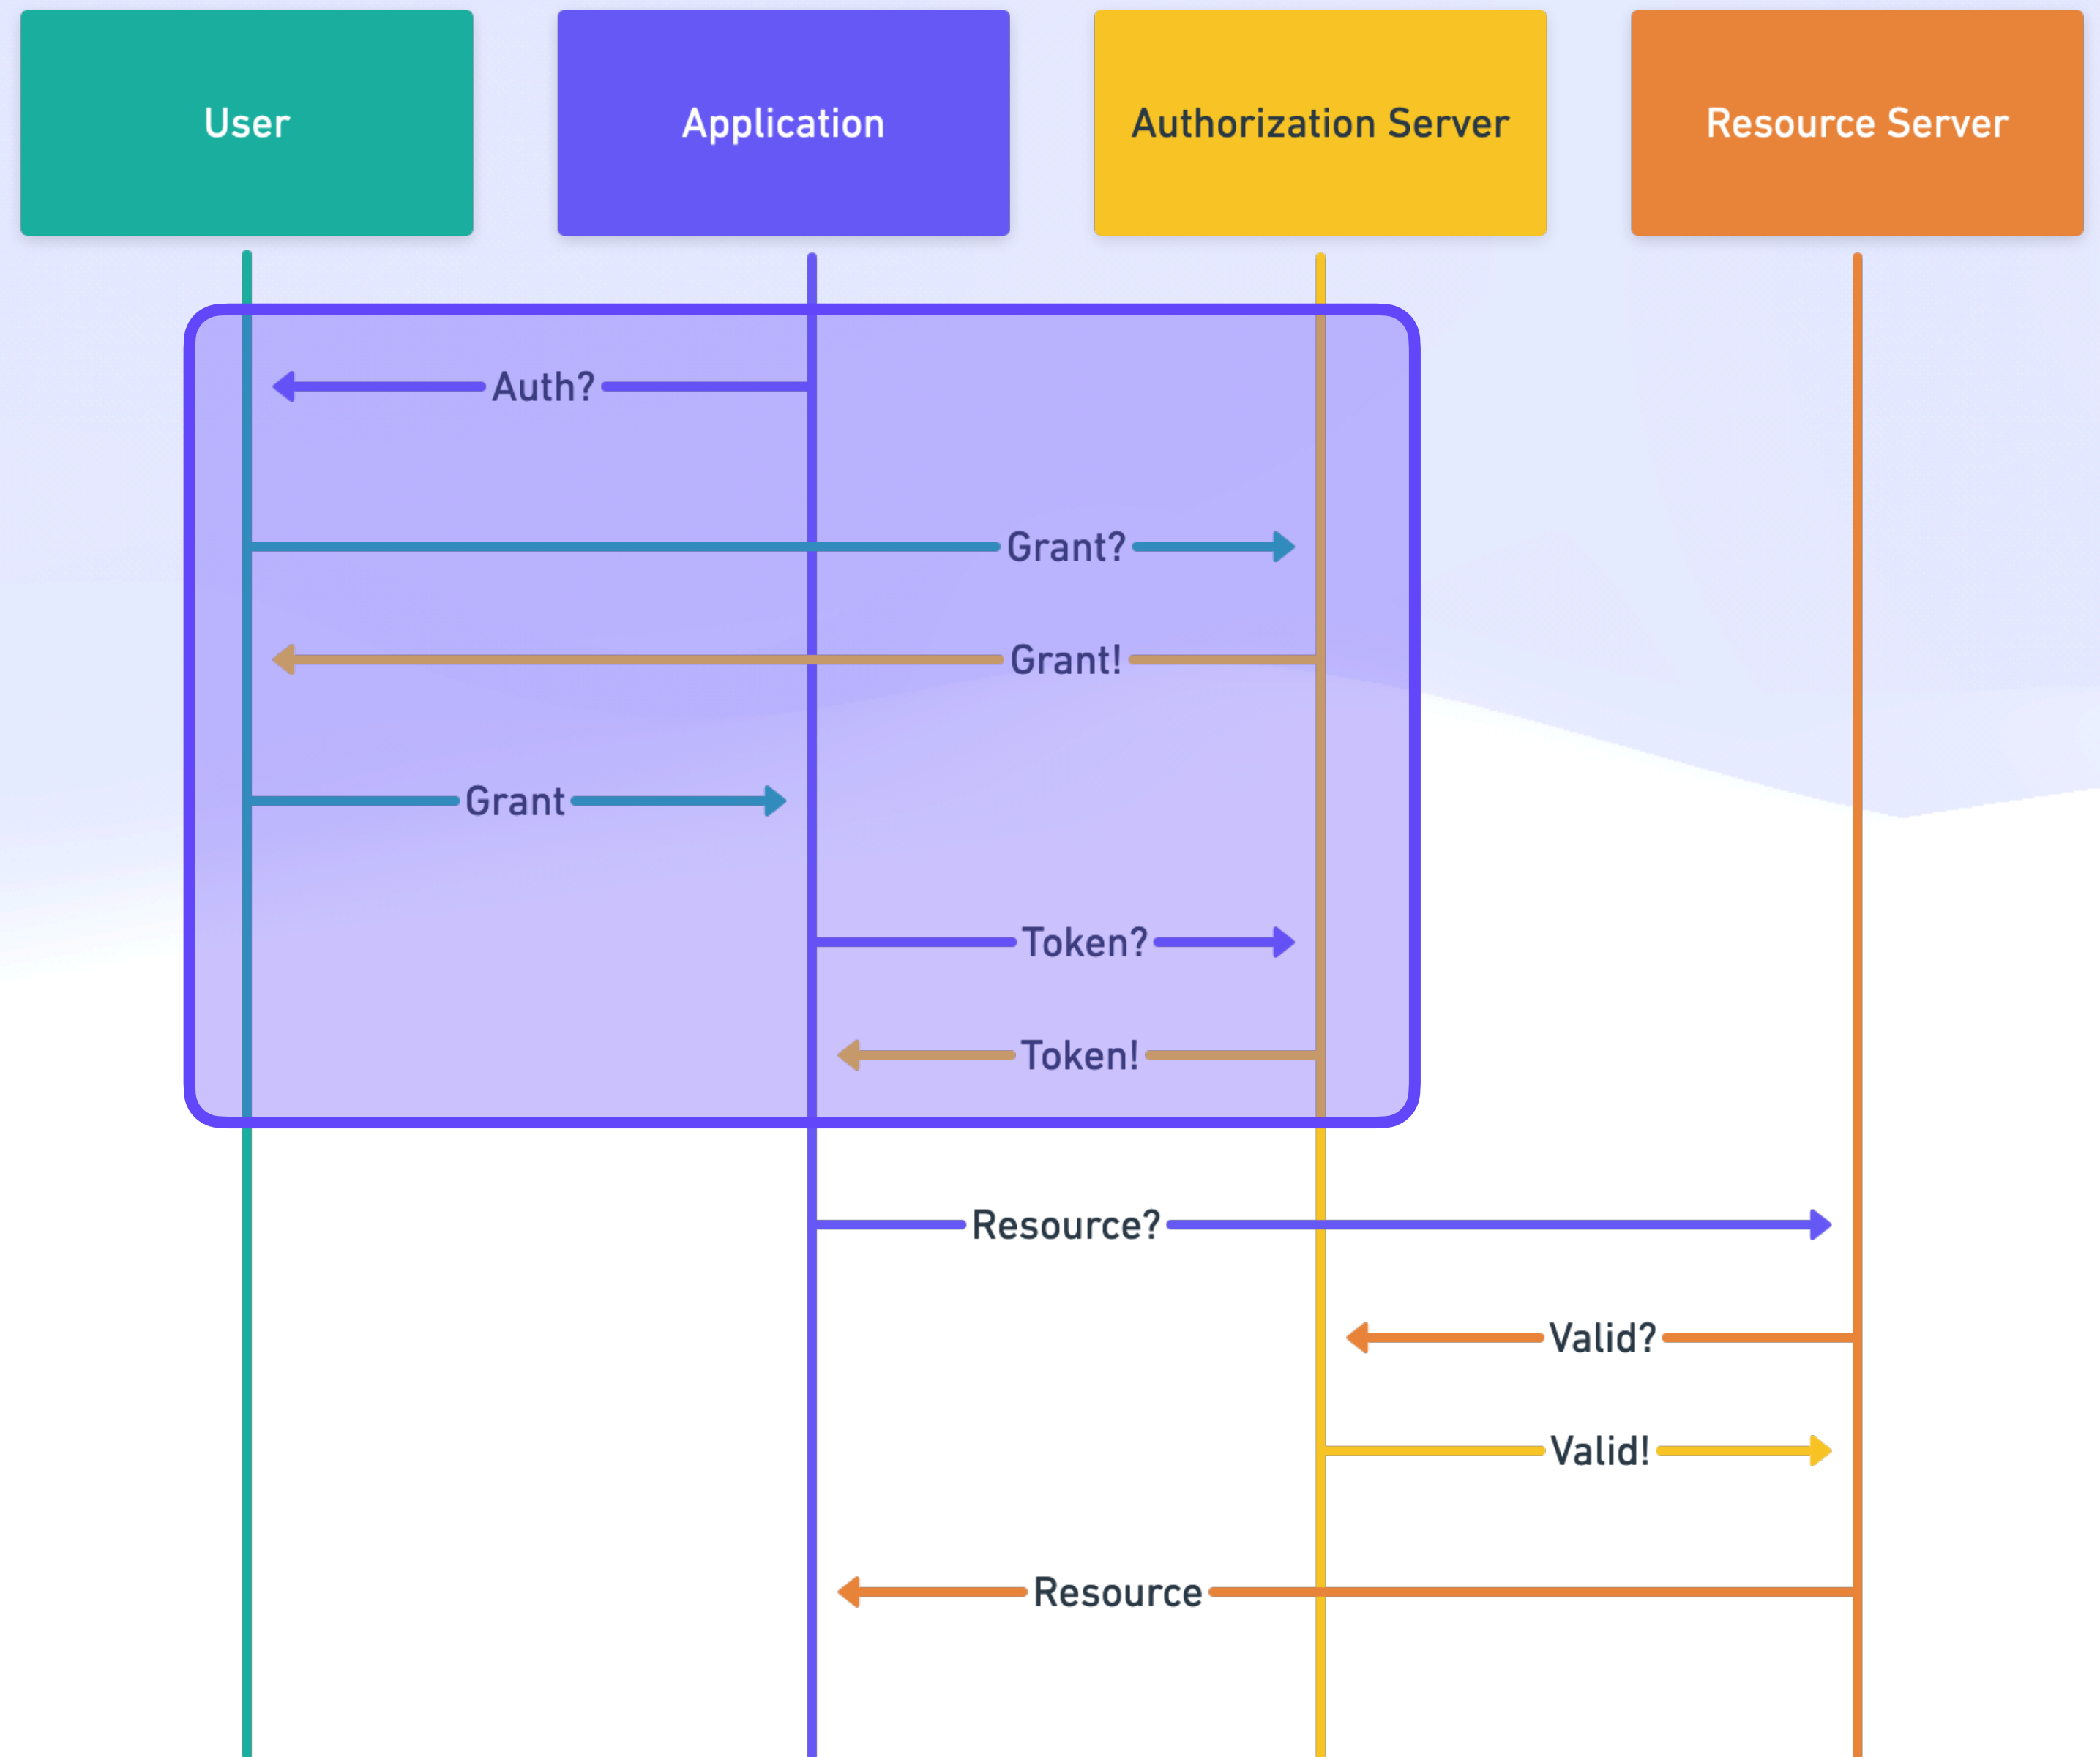 User
Application
Authorization Server
Resource Server
Auth?
Grant?
Grant!
Grant
Token?
Token!
Resource?
Valid?
Valid!
Resource